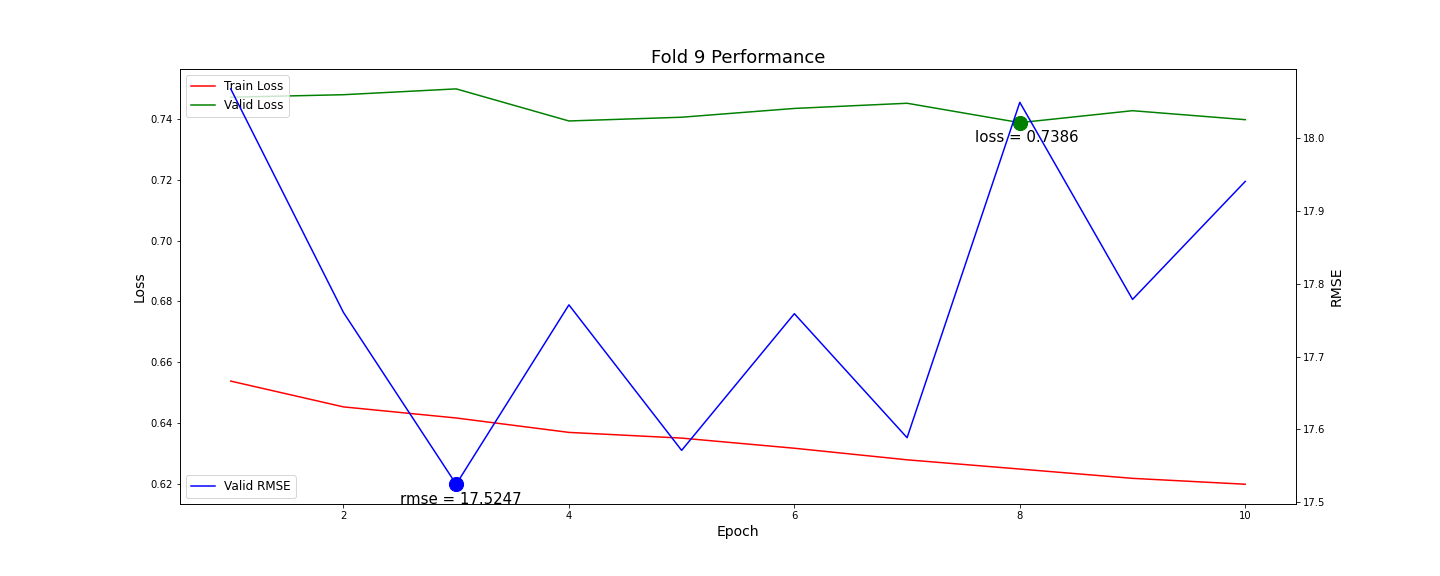 Fold 9 Performance
Train Loss
Valid Loss
0.74
0.72
0.70
0.68
0.66
0.64
0.62
Loss
loss = 0.7386
18.0
17.9
17.8
17.7
17.6
17.5
RMSE
Valid RMSE
rmse = 17.5247
2
4
6
8
10
Epoch